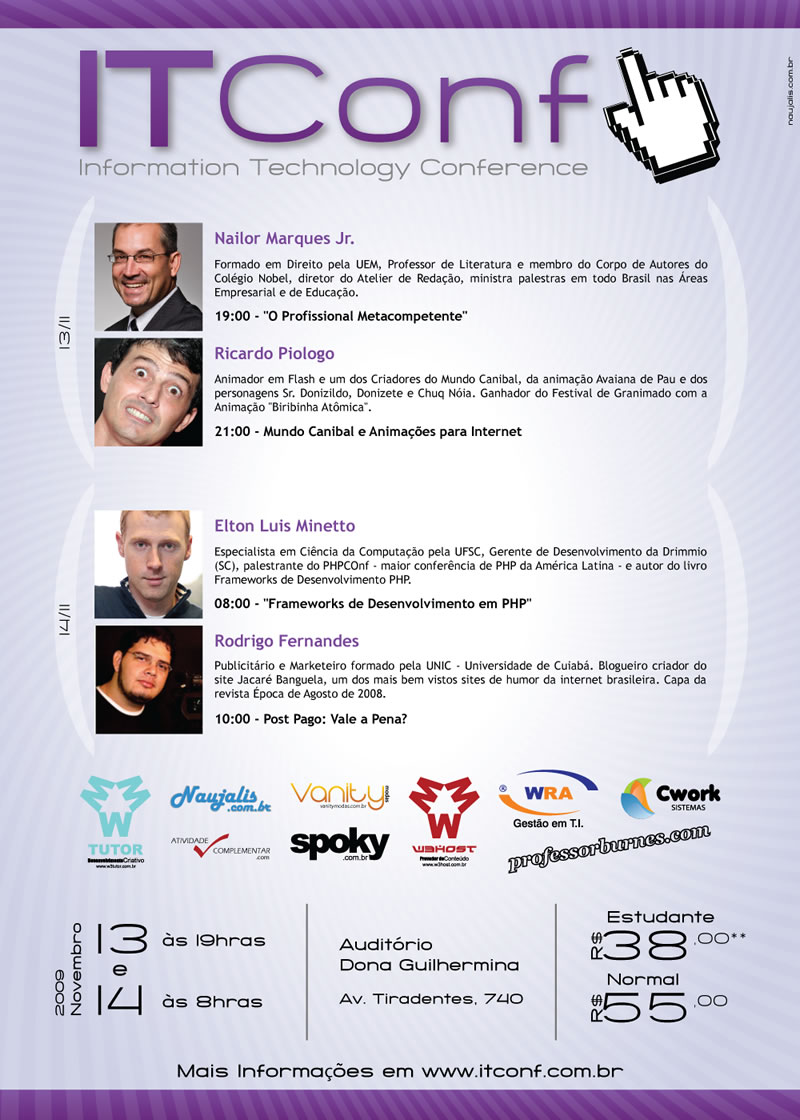 ITConf
Information Technology Conference
naujalis.com.br
13/11
Nailor Marques Jr.
Formado em Direito pela UEM, Professor de Literatura e membro do Corpo de Autores do
Colégio Nobel, diretor do Atelier de Redação, ministra palestras em todo Brasil nas Áreas
Empresarial e de Educação.
19:00 - "O Profissional Metacompetente"
Ricardo Piologo
Animador em Flash e um dos Criadores do Mundo Canibal, da animação Avaiana de Pau e dos
personagens Sr. Donizildo, Donizete e Chuq Nóia. Ganhador do Festival de Granimado com a
Animação "Biribinha Atômica".
21:00 - Mundo Canibal e Animações para Internet
14/11
Elton Luis Minetto
Especialista em Ciência da Computação pela UFSC, Gerente de Desenvolvimento da Drimmio
(SC), palestrante do PHPCOnf - maior conferência de PHP da América Latina - e autor do livro
Frameworks de Desenvolvimento PHP.
08:00 - "Frameworks de Desenvolvimento em PHP"
Rodrigo Fernandes
Publicitário e Marketeiro formado pela UNIC - Universidade de Cuiabá. Blogueiro criador do
site Jacaré Banguela, um dos mais bem vistos sites de humor da internet brasileira. Capa da
revista Época de Agosto de 2008.
10:00 - Post Pago: Vale a Pena?
W
TUTOR
Desenvolvimento Criativo
www.w3tutor.com.br
Naujalis
.com.br
Vanity
modas
vanitymodas.com.br
W
W3HOST
Provedor de Conteúdo
www.w3host.com.br
® WRA
Gestão em T.I.
Cwork
SISTEMAS
ATIVIDADE
COMPLEMENTAR
.com
spoky
.com.br
professorburnes.com
2009
Novembro
13 às 19hras
e
14 às 8hras
Auditório
Dona Guilhermina
Av. Tiradentes, 740
Estudante
R$38,00**
Normal
R$55,00
Mais Informações em www.itconf.com.br